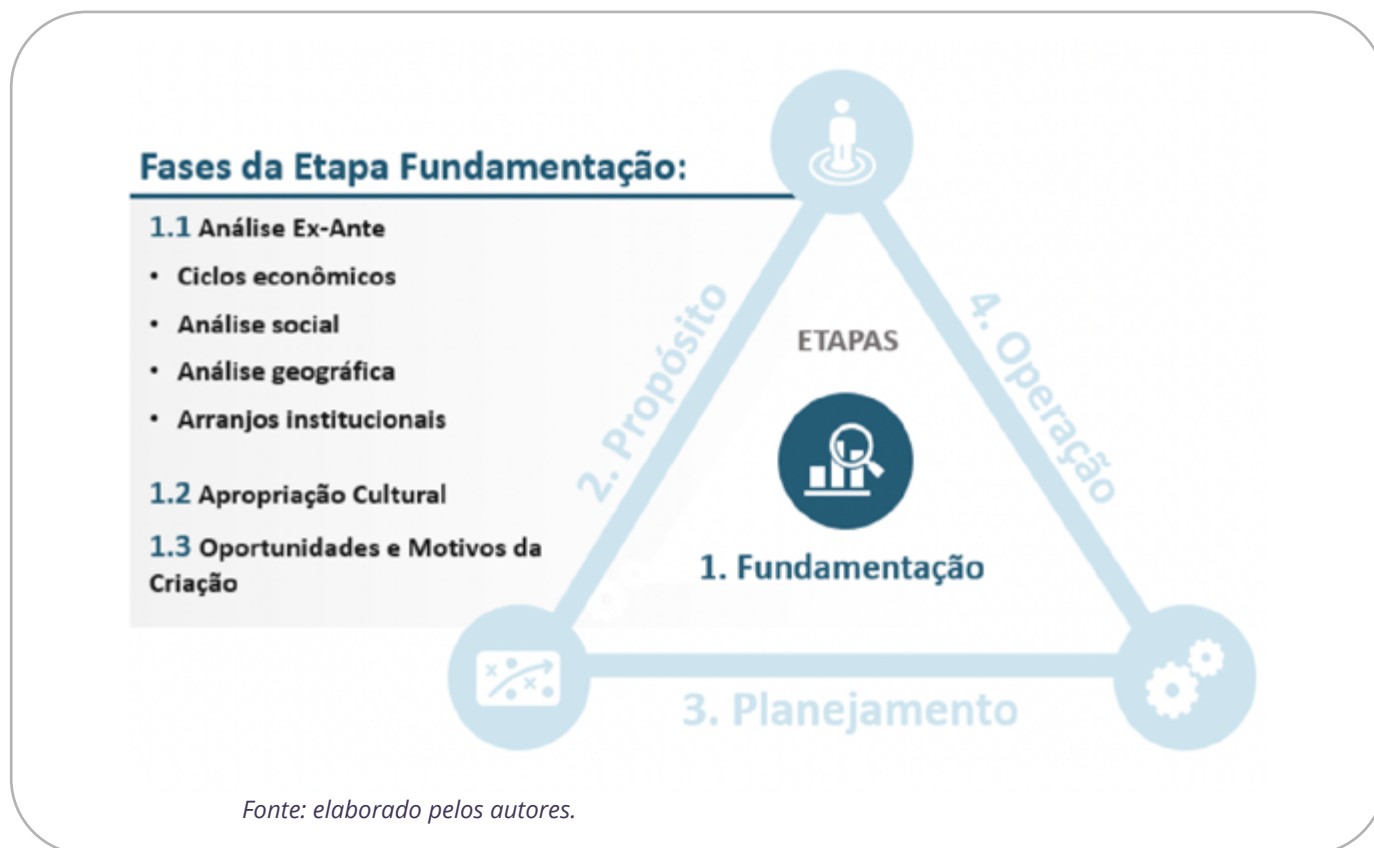 Fases da Etapa Fundamentação:
1.1 Análise Ex-Ante
• Ciclos econômicos
• Análise social
• Análise geográfica
• Arranjos institucionais
1.2 Apropriação Cultural
1.3 Oportunidades e Motivos da
Criação
2. Propósito
ETAPAS
4. Operação
1. Fundamentação
3. Planejamento
Fonte: elaborado pelos autores.